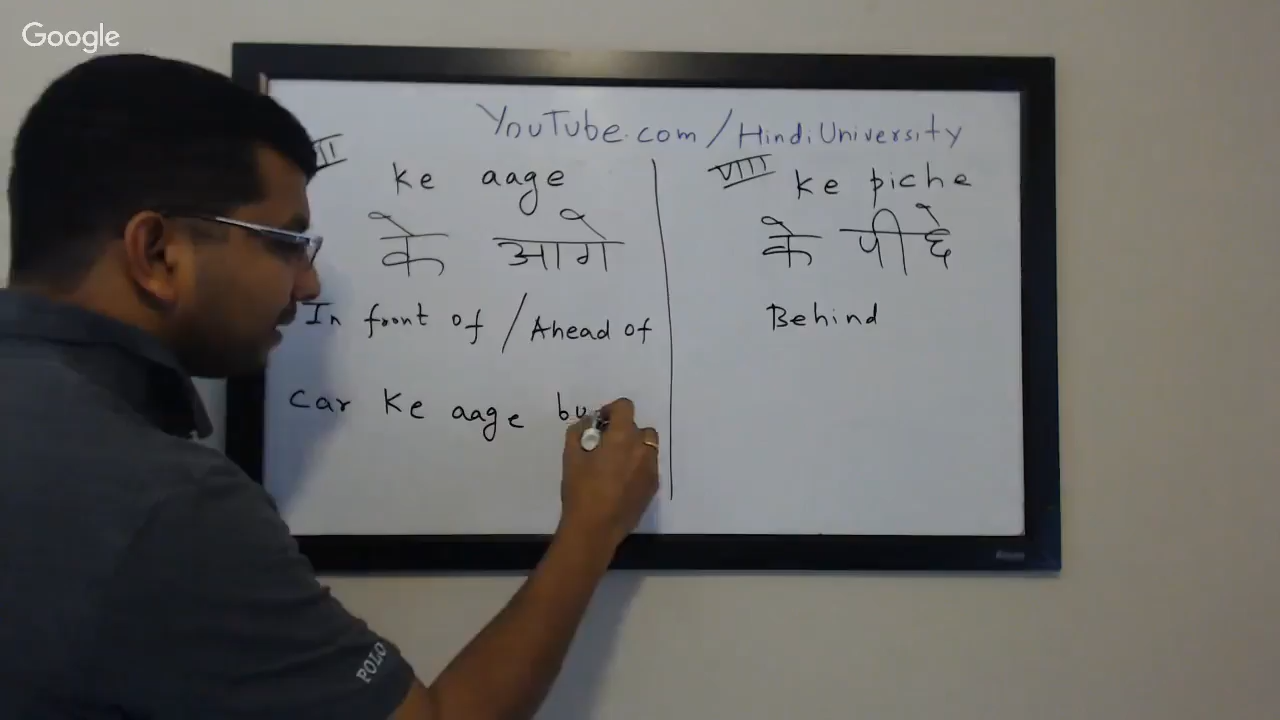 Google
YouTube.com/HindiUniversity
ke aage
के आगे
In front of / Ahead of
car ke aage
VIII
ke piche
के पीछे
Behind
POLO